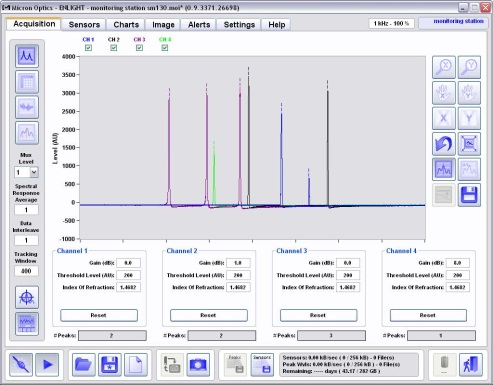 Micron Optics - ENLIGHT - monitoring station sm130.moi* (0.9.3371.26698)
Acquisition Sensors Charts Image Alerts Settings Help 1 kHz - 100 % monitoring station
CH 1 CH 2 CH 3 CH 4
Level (AU)
4000
3500
3000
2500
2000
1500
1000
500
0
-500
-1000
Mux Level
1
Spectral Response Average
1
Data Interleave
1
Tracking Window
400
Channel 1 Channel 2 Channel 3 Channel 4
Gain (dB): 0.0 Gain (dB): 1.0 Gain (dB): 0.0 Gain (dB): 0.0
Threshold Level (AU): 200 Threshold Level (AU): 200 Threshold Level (AU): 200 Threshold Level (AU): 200
Index Of Refraction: 1.4682 Index Of Refraction: 1.4682 Index Of Refraction: 1.4682 Index Of Refraction: 1.4682
Reset Reset Reset Reset
# Peaks: 2 # Peaks: 2 # Peaks: 3 # Peaks: 1
Peaks Sensors
Sensors: 0.00 kB/sec ( 0 / 256 kB) - 0 File(s)
Peak Wvls: 0.00 kB/sec ( 0 / 256 kB) - 0 File(s)
Remaining: ----- days ( 43.17 / 202 GB )